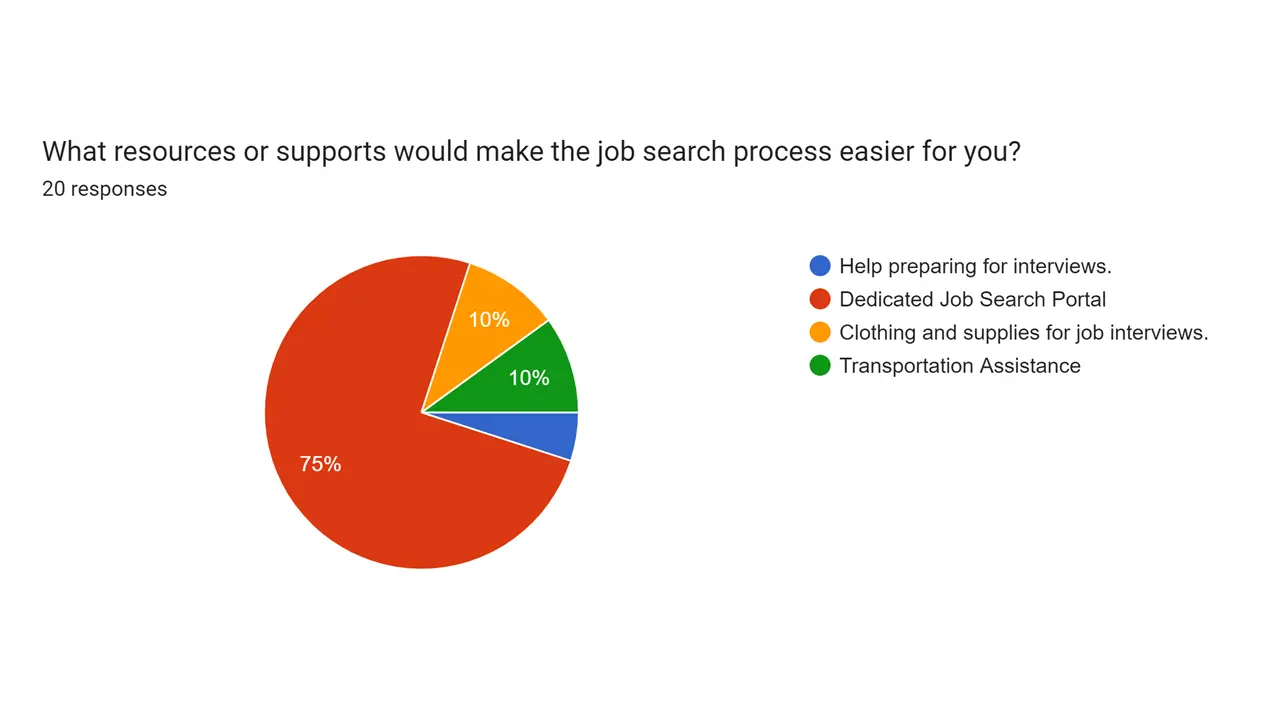 What resources or supports would make the job search process easier for you?
20 responses
Help preparing for interviews.
Dedicated Job Search Portal
Clothing and supplies for job interviews.
Transportation Assistance
10%
10%
75%